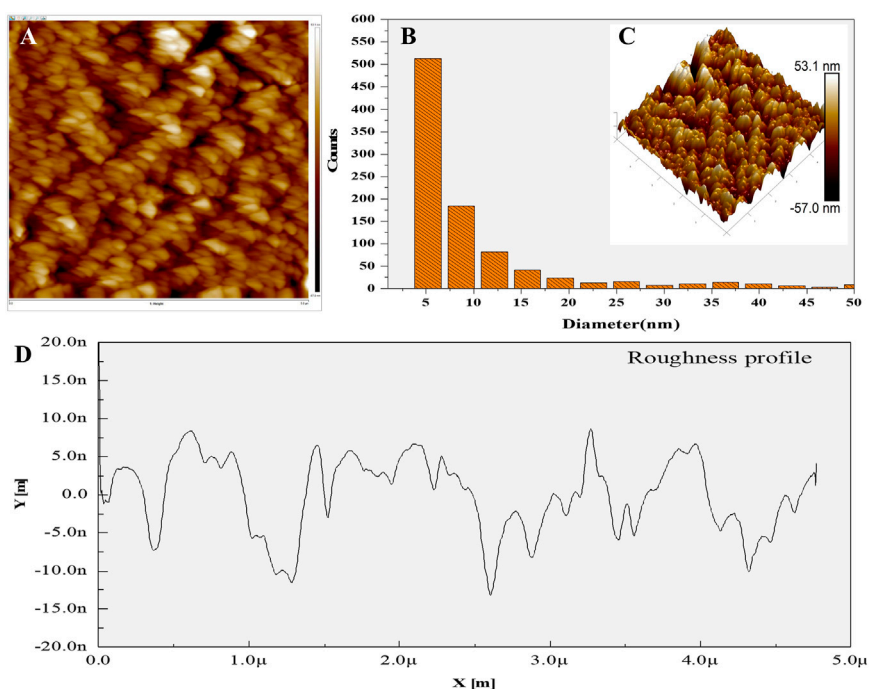 A
B
C
600
550
500
450
400
350
300
250
200
150
100
50
0
Counts
5
10
15
20
25
30
35
40
45
50
Diameter(nm)
53.1 nm
-57.0 nm
D
Roughness profile
20.0n
15.0n
10.0n
5.0n
0.0
-5.0n
-10.0n
-15.0n
-20.0n
Y [m]
0.0
1.0μ
2.0μ
3.0μ
4.0μ
5.0μ
X [m]